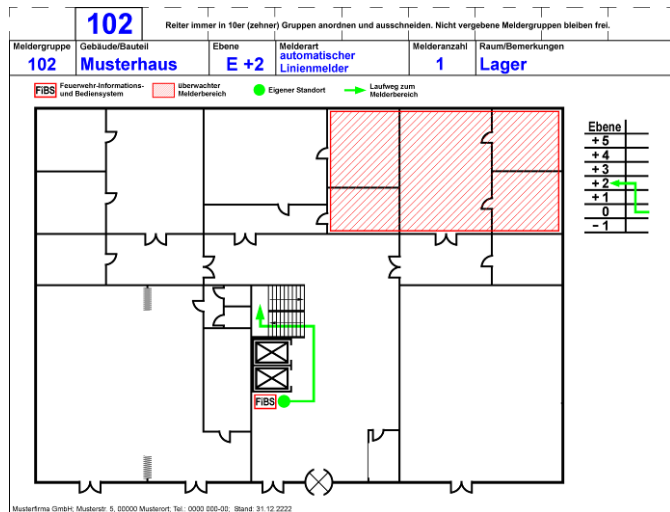 102
Reiter immer in 10er (zehner) Gruppen anordnen und ausschneiden. Nicht vergebene Meldergruppen bleiben frei.
Meldergruppe Gebäude/Bauteil Ebene Melderart Melderanzahl Raum/Bemerkungen
102 Musterhaus E +2 automatischer Linienmelder 1 Lager
FiBS Feuerwehr-Informations- und Bediensystem
überwachter Melderbereich
Eigener Standort
Laufweg zum Melderbereich
Ebene
+ 5
+ 4
+ 3
+ 2
+ 1
0
– 1
FiBS
Musterfirma GmbH; Musterstr. 5, 00000 Musterort; Tel.: 0000 000-00; Stand: 31.12.2222